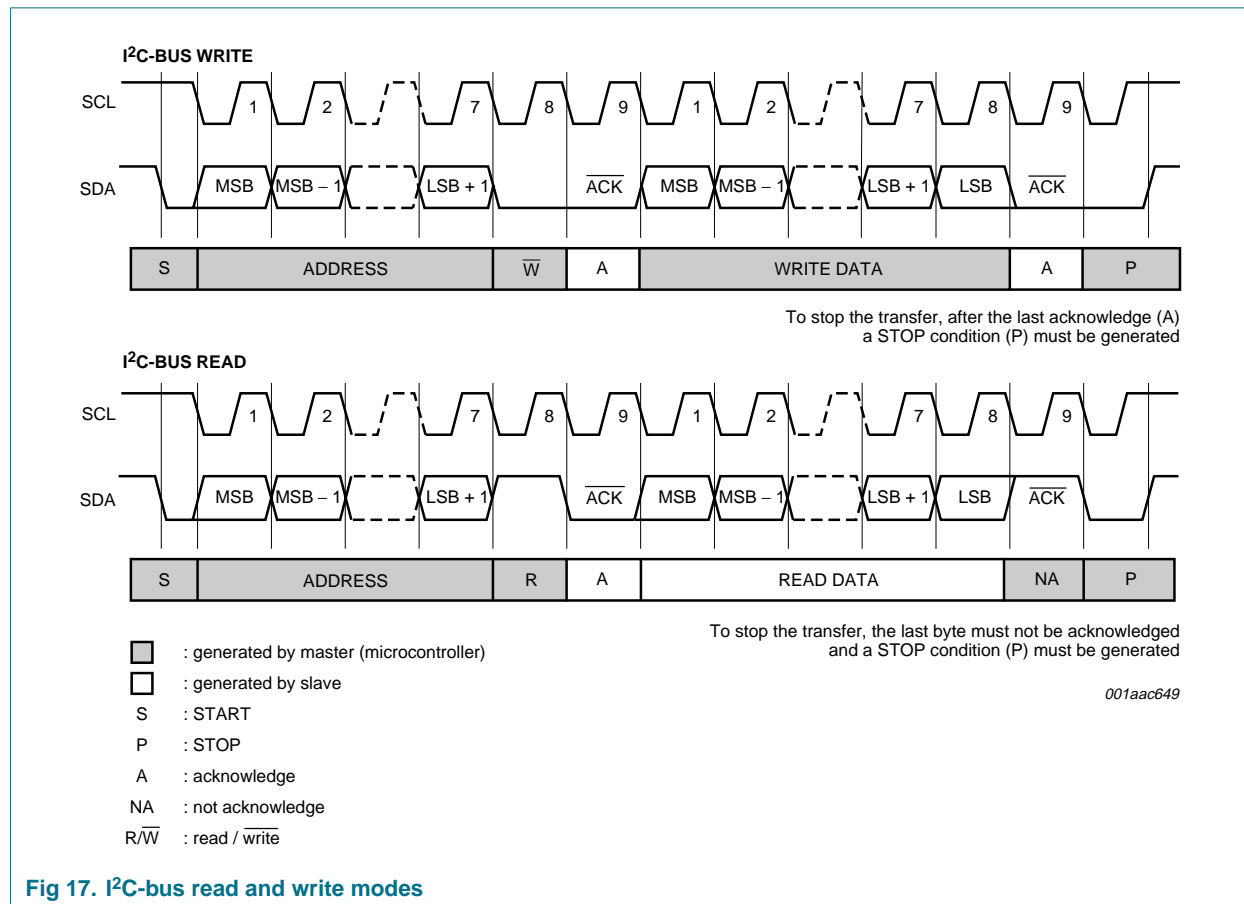 I2C-BUS WRITE
SCL 1 2 7 8 9 1 2 7 8 9
SDA MSB MSB − 1 LSB + 1 ACK MSB MSB − 1 LSB + 1 LSB ACK
S ADDRESS W A WRITE DATA A P
To stop the transfer, after the last acknowledge (A)
a STOP condition (P) must be generated
I2C-BUS READ
SCL 1 2 7 8 9 1 2 7 8 9
SDA MSB MSB − 1 LSB + 1 ACK MSB MSB − 1 LSB + 1 LSB ACK
S ADDRESS R A READ DATA NA P
To stop the transfer, the last byte must not be acknowledged
and a STOP condition (P) must be generated
: generated by master (microcontroller)
: generated by slave
001aac649
S : START
P : STOP
A : acknowledge
NA : not acknowledge
R/W : read / write
Fig 17. I2C-bus read and write modes